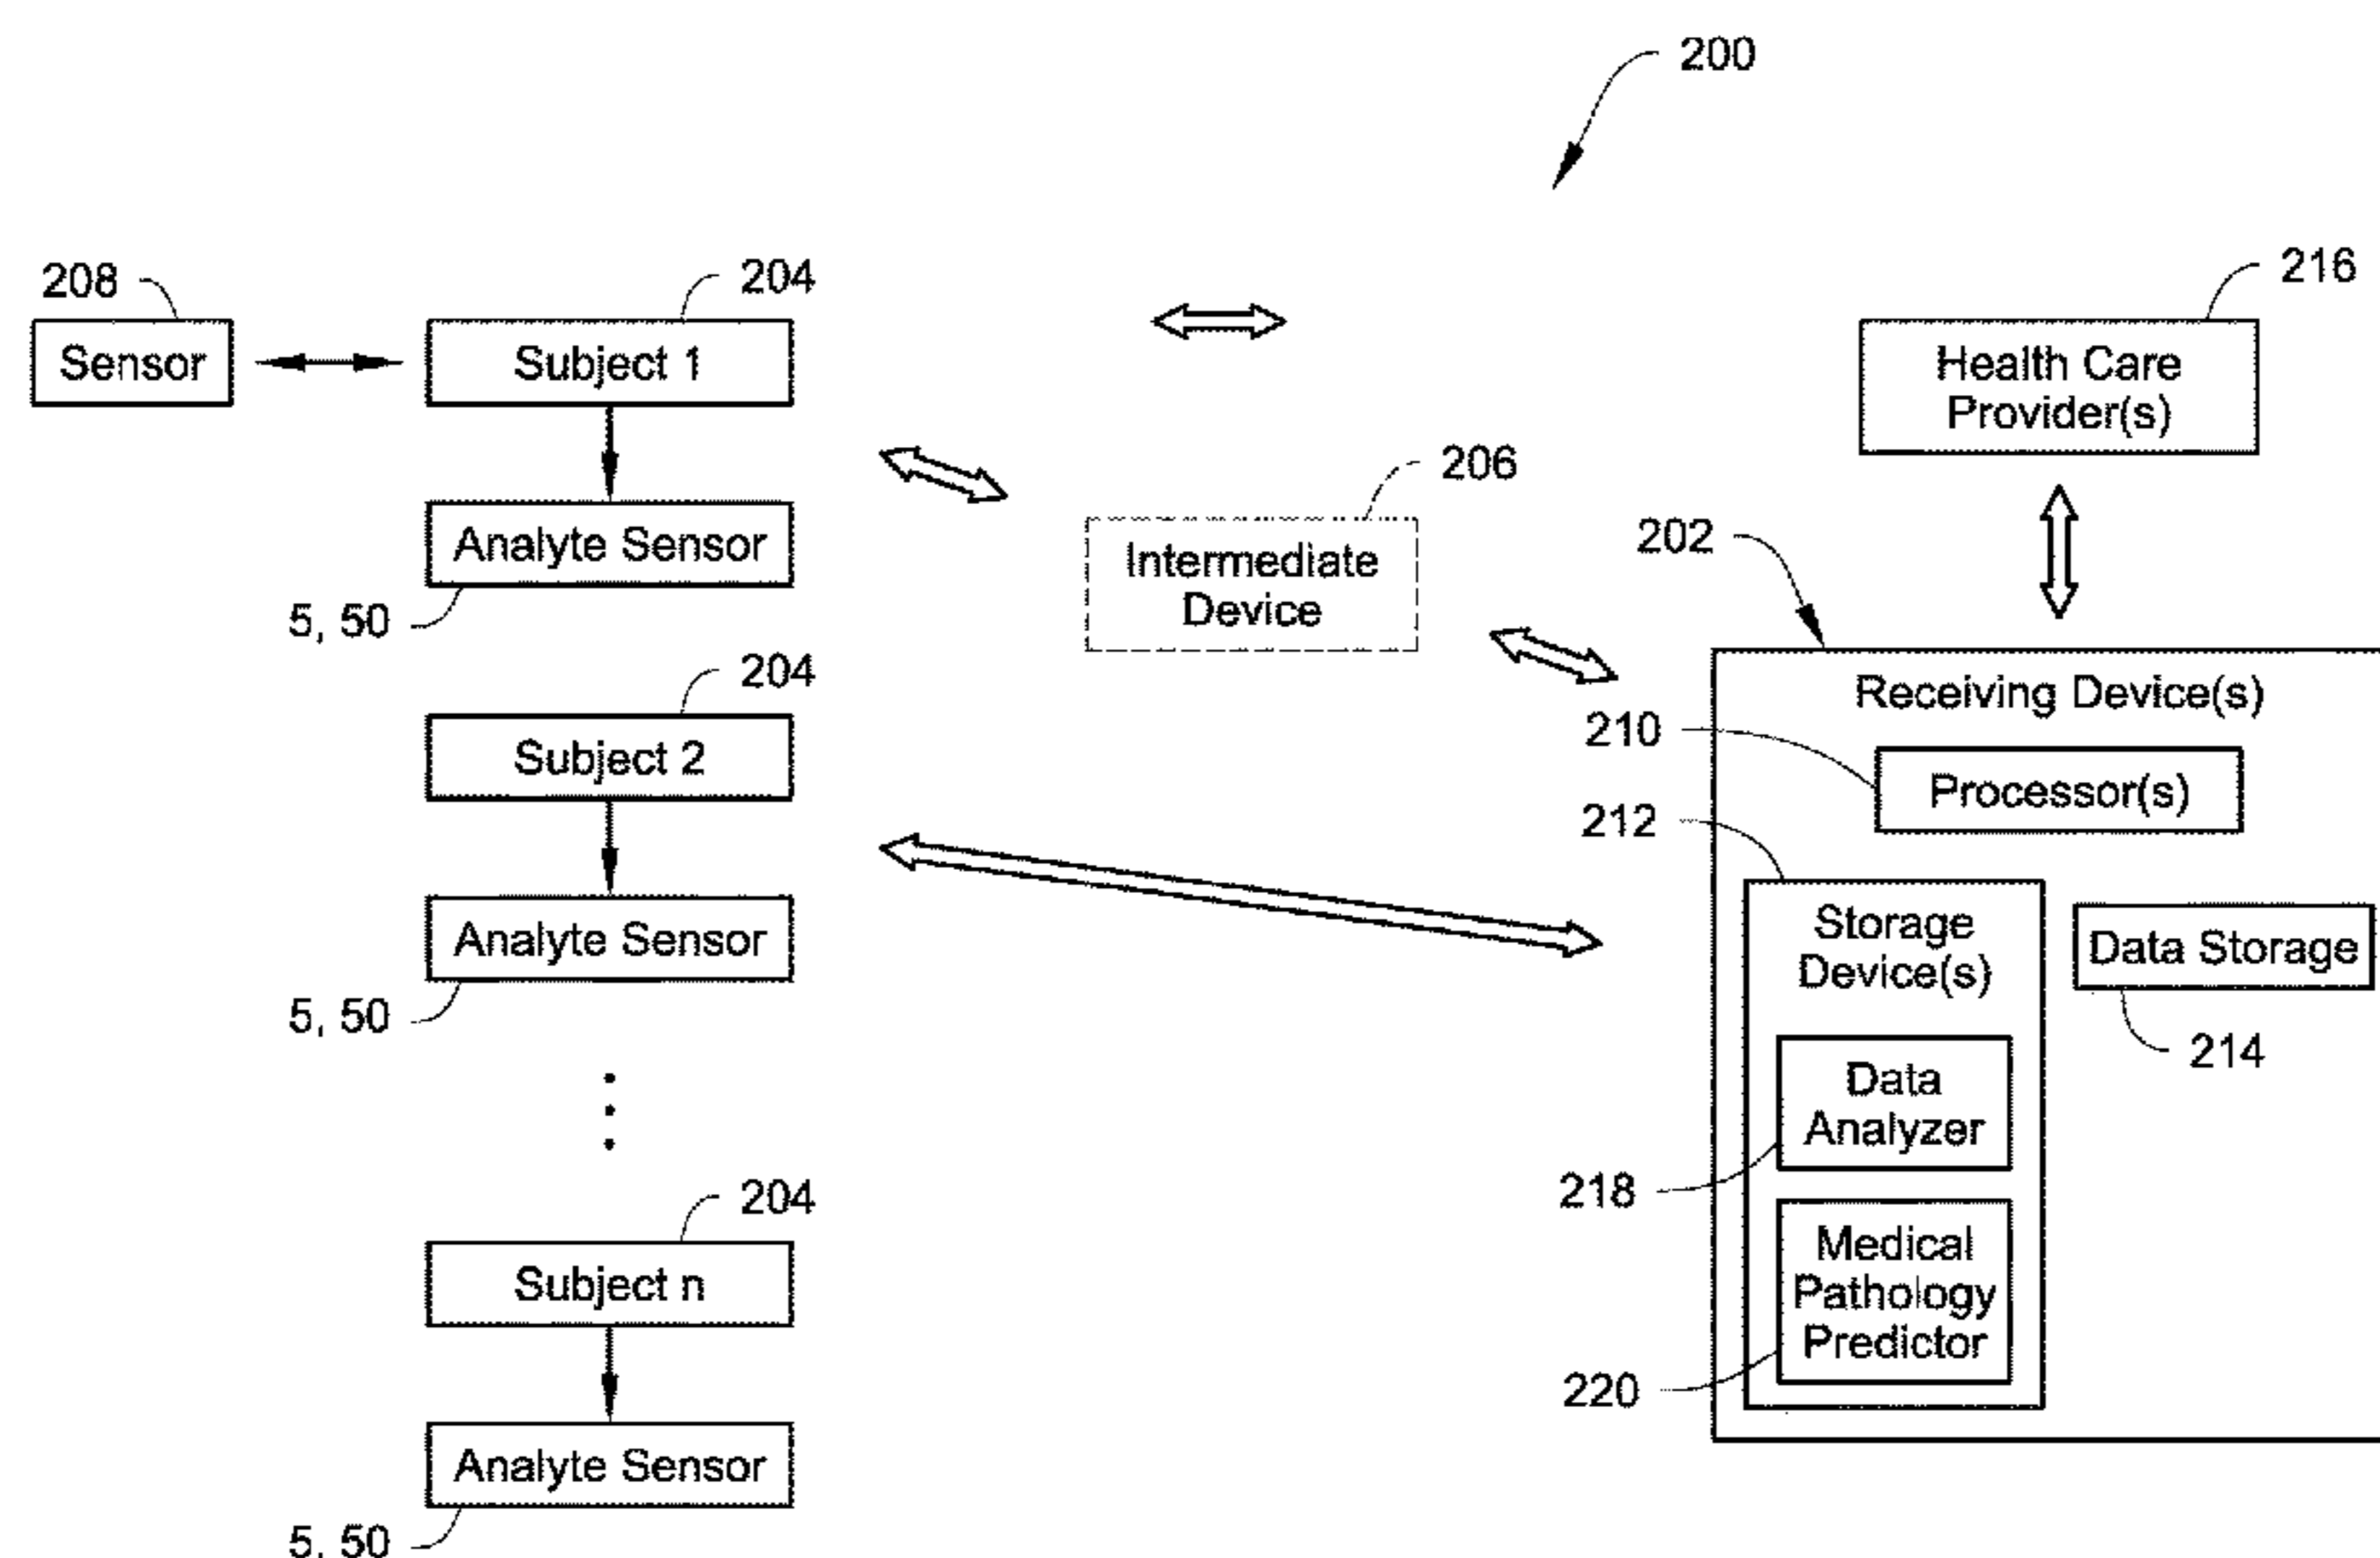 200
208
204
216
Sensor
Subject 1
Health Care
Provider(s)
206
Analyte Sensor
Intermediate
Device
202
5, 50
204
Receiving Device(s)
210
Subject 2
Processor(s)
212
Storage
Device(s)
Analyte Sensor
Data Storage
5, 50
214
Data
Analyzer
218
204
Medical
Pathology
Predictor
Subject n
220
Analyte Sensor
5, 50